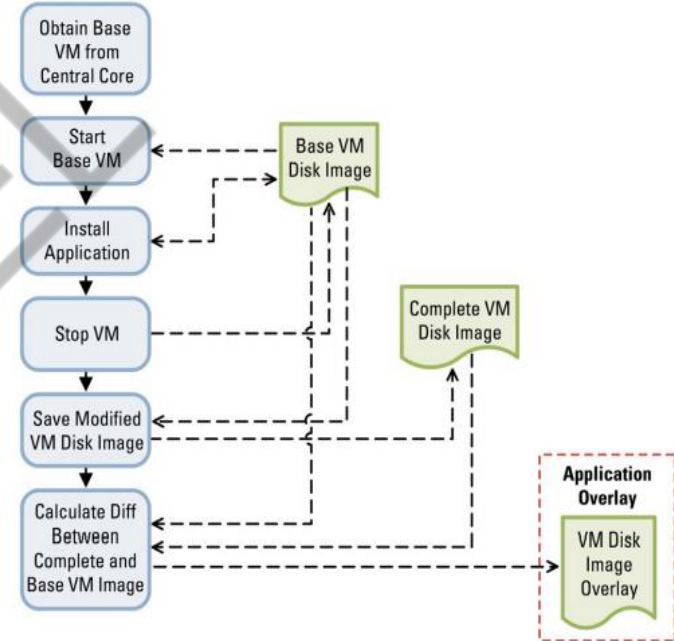 Obtain Base
VM from
Central Core
Start
Base VM
Base VM
Disk Image
Install
Application
Stop VM
Complete VM
Disk Image
Save Modified
VM Disk Image
Calculate Diff
Between
Complete and
Base VM Image
Application
Overlay
VM Disk
Image
Overlay